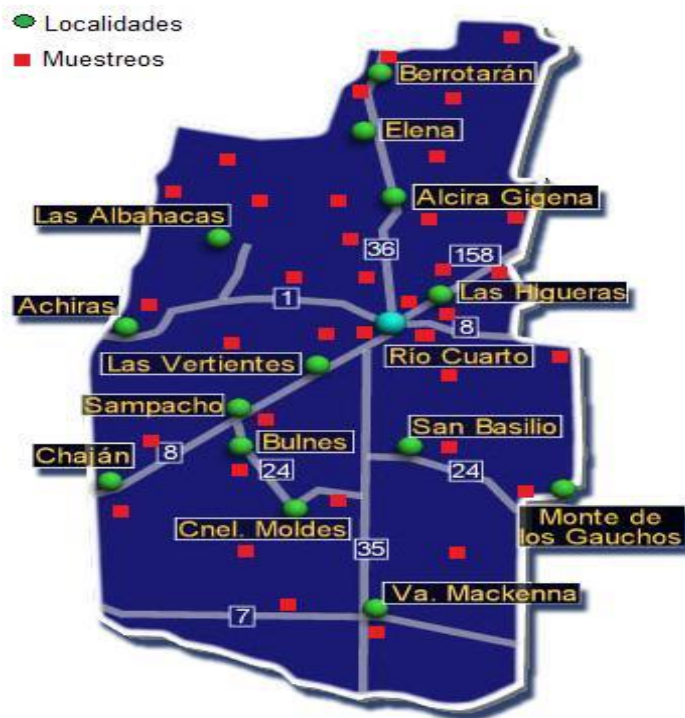 Localidades
Muestreos
Berrotarán
Elena
Alcira Gigena
Las Albahacas
36
158
Las Higueras
Achiras
1
8
Río Cuarto
Las Vertientes
Sampacho
San Basilio
Bulnes
Chaján
8
24
24
Cnel. Moldes
Monte de
los Gauchos
35
Va. Mackenna
7